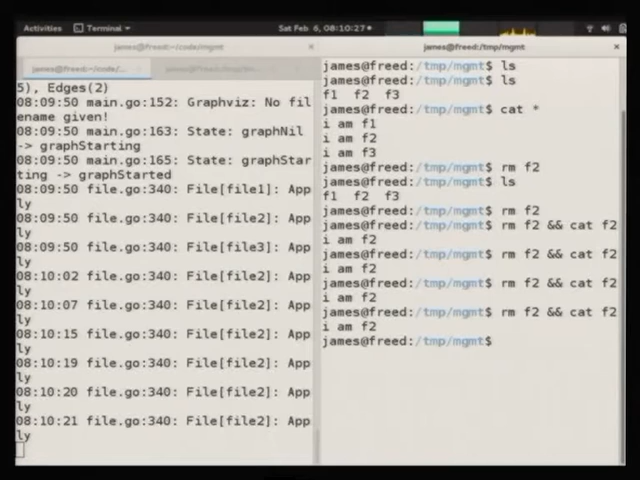 Activities
Terminal
Sat Feb 6, 08:10:27
james@freed:~/code/mgmt
james@freed:/tmp/mgmt
james@freed:~/code/...
5), Edges(2)
08:09:50 main.go:152: Graphviz: No fil
ename given!
08:09:50 main.go:163: State: graphNil
-> graphStarting
08:09:50 main.go:165: State: graphStar
ting -> graphStarted
08:09:50 file.go:340: File[file1]: App
ly
08:09:50 file.go:340: File[file2]: App
ly
08:09:50 file.go:340: File[file3]: App
ly
08:10:02 file.go:340: File[file2]: App
ly
08:10:07 file.go:340: File[file2]: App
ly
08:10:15 file.go:340: File[file2]: App
ly
08:10:19 file.go:340: File[file2]: App
ly
08:10:20 file.go:340: File[file2]: App
ly
08:10:21 file.go:340: File[file2]: App
ly
james@freed:/tmp/mgmt$ ls
james@freed:/tmp/mgmt$ ls
f1 f2 f3
james@freed:/tmp/mgmt$ cat *
i am f1
i am f2
i am f3
james@freed:/tmp/mgmt$ rm f2
james@freed:/tmp/mgmt$ ls
f1 f2 f3
james@freed:/tmp/mgmt$ rm f2
james@freed:/tmp/mgmt$ rm f2 && cat f2
i am f2
james@freed:/tmp/mgmt$ rm f2 && cat f2
i am f2
james@freed:/tmp/mgmt$ rm f2 && cat f2
i am f2
james@freed:/tmp/mgmt$ rm f2 && cat f2
i am f2
james@freed:/tmp/mgmt$